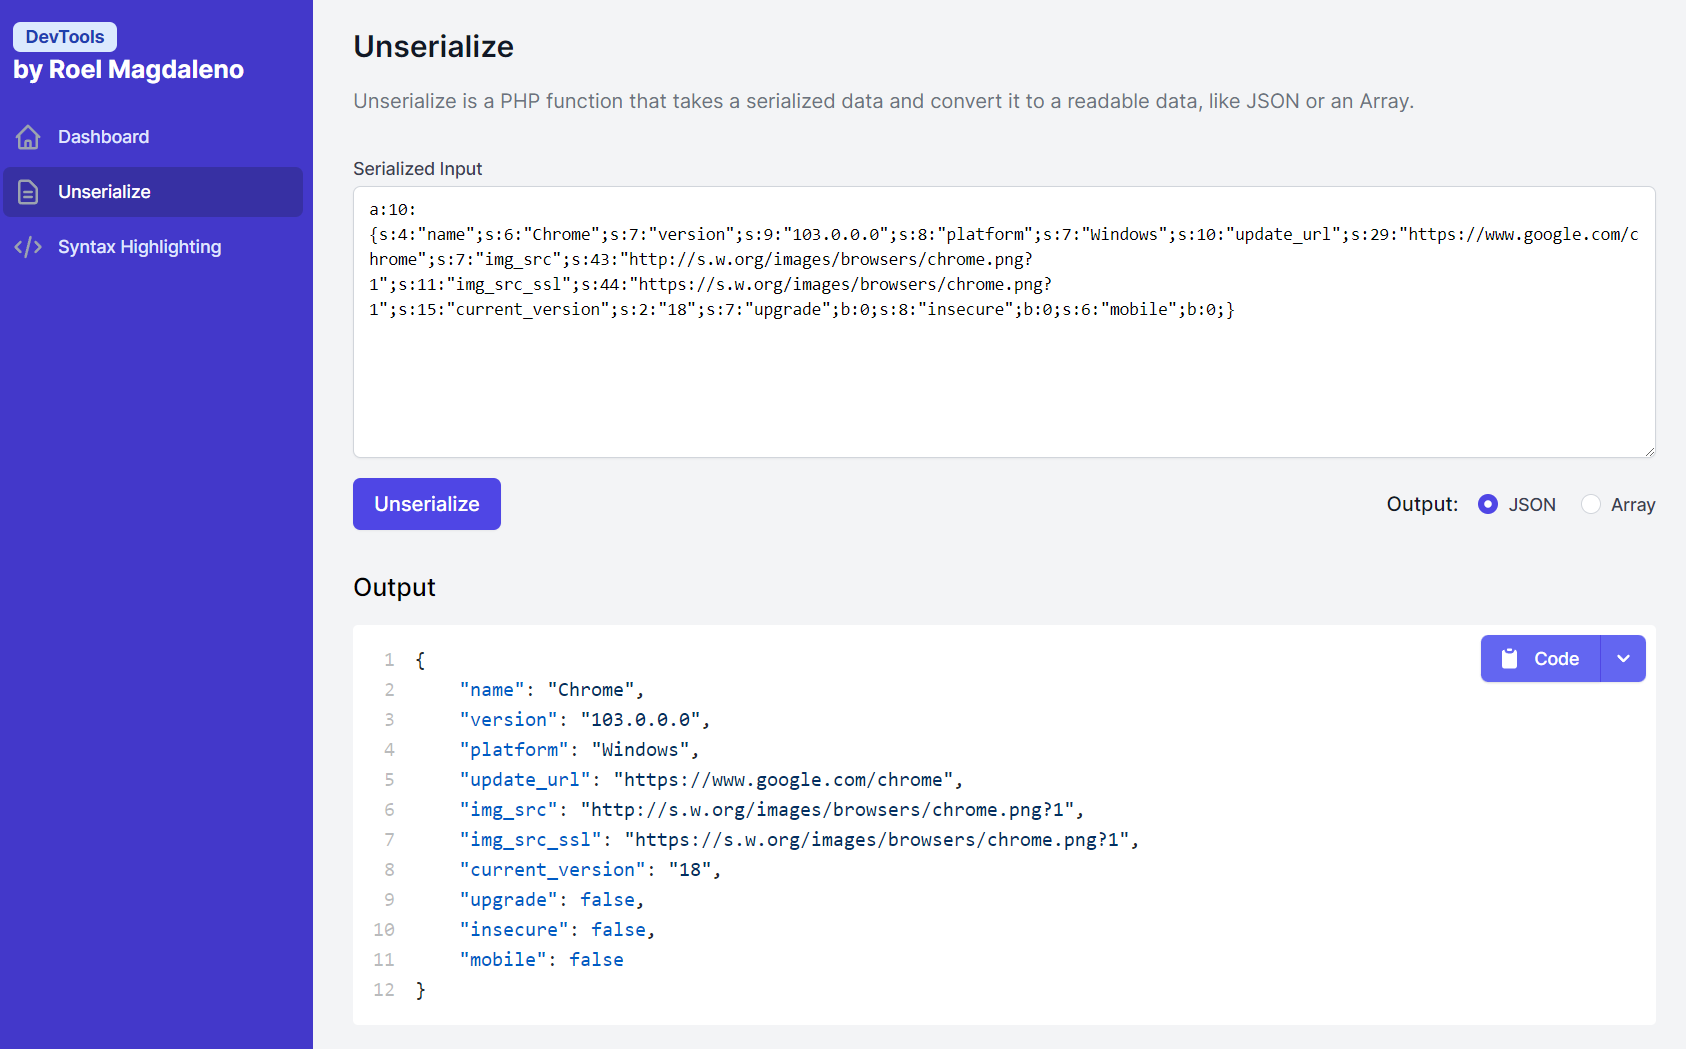 DevTools
by Roel Magdaleno
Dashboard
Unserialize
Syntax Highlighting
Unserialize
Unserialize is a PHP function that takes a serialized data and convert it to a readable data, like JSON or an Array.
Serialized Input
a:10:
{s:4:"name";s:6:"Chrome";s:7:"version";s:9:"103.0.0.0";s:8:"platform";s:7:"Windows";s:10:"update_url";s:29:"https://www.google.com/c
hrome";s:7:"img_src";s:43:"http://s.w.org/images/browsers/chrome.png?
1";s:11:"img_src_ssl";s:44:"https://s.w.org/images/browsers/chrome.png?
1";s:15:"current_version";s:2:"18";s:7:"upgrade";b:0;s:8:"insecure";b:0;s:6:"mobile";b:0;}
Unserialize
Output: JSON Array
Output
Code
1 {
2 "name": "Chrome",
3 "version": "103.0.0.0",
4 "platform": "Windows",
5 "update_url": "https://www.google.com/chrome",
6 "img_src": "http://s.w.org/images/browsers/chrome.png?1",
7 "img_src_ssl": "https://s.w.org/images/browsers/chrome.png?1",
8 "current_version": "18",
9 "upgrade": false,
10 "insecure": false,
11 "mobile": false
12 }